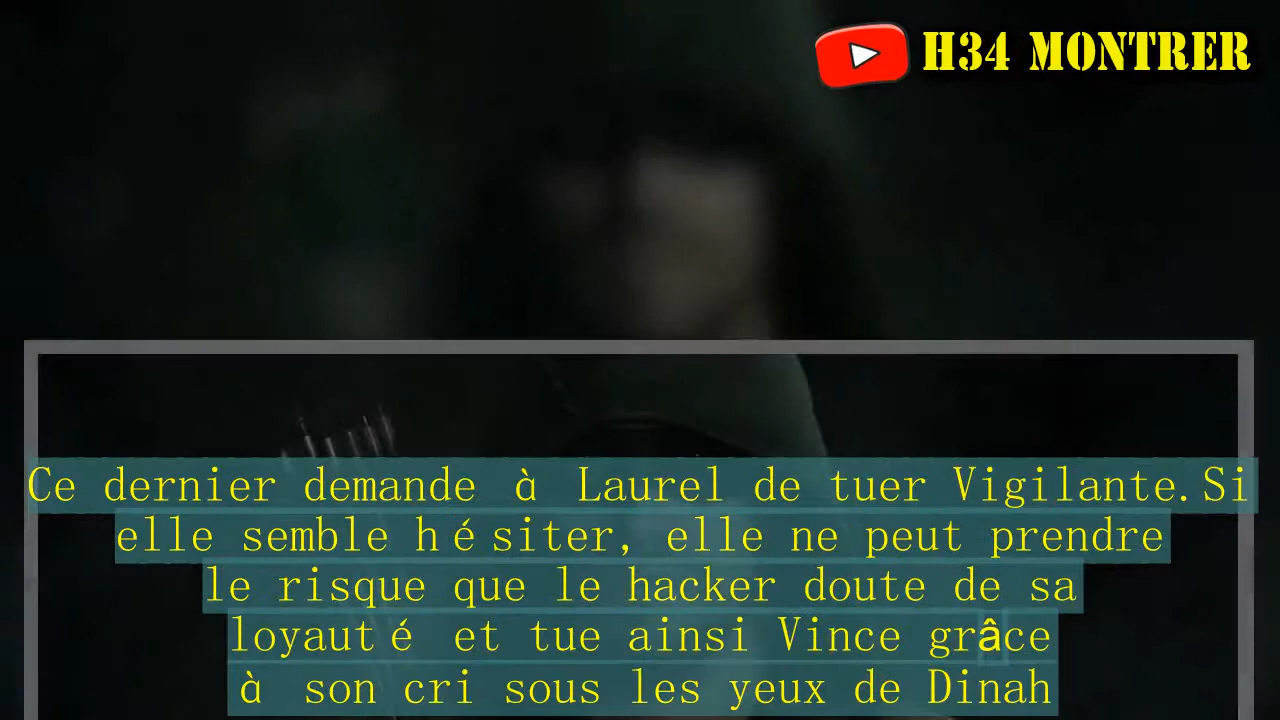 H34 MONTRER
Ce dernier demande à Laurel de tuer Vigilante.Si
elle semble hésiter, elle ne peut prendre
le risque que le hacker doute de sa
loyauté et tue ainsi Vince grâce
à son cri sous les yeux de Dinah